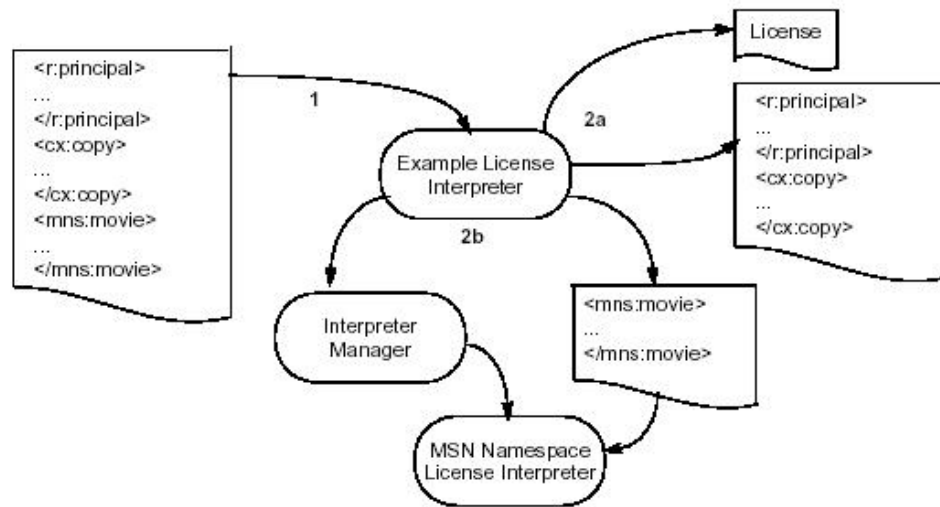 <r:principal>
...
</r:principal>
<cx:copy>
...
</cx:copy>
<mns:movie>
...
</mns:movie>
1
License
2a
<r:principal>
...
</r:principal>
<cx:copy>
...
</cx:copy>
Example License
Interpreter
2b
Interpreter
Manager
<mns:movie>
...
</mns:movie>
MSN Namespace
License Interpreter